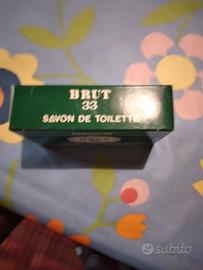 BRUT
33
SAVON DE TOILETTE
subito